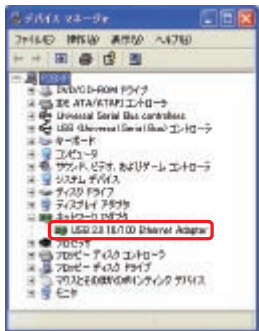 デバイス マネージャ
ファイル(F) 操作(A) 表示(V) ヘルプ(H)
DVD/CD-ROM ドライブ
IDE ATA/ATAPI コントローラ
Universal Serial Bus controllers
USB (Universal Serial Bus) コントローラ
キーボード
コンピュータ
サウンド、ビデオ、およびゲーム コントローラ
システム デバイス
ディスク ドライブ
ディスプレイ アダプタ
ネットワーク アダプタ
USB 2.0 10/100 Ethernet Adapter
プロセッサ
フロッピー ディスク コントローラ
フロッピー ディスク ドライブ
マウスとそのほかのポインティング デバイス
モニタ